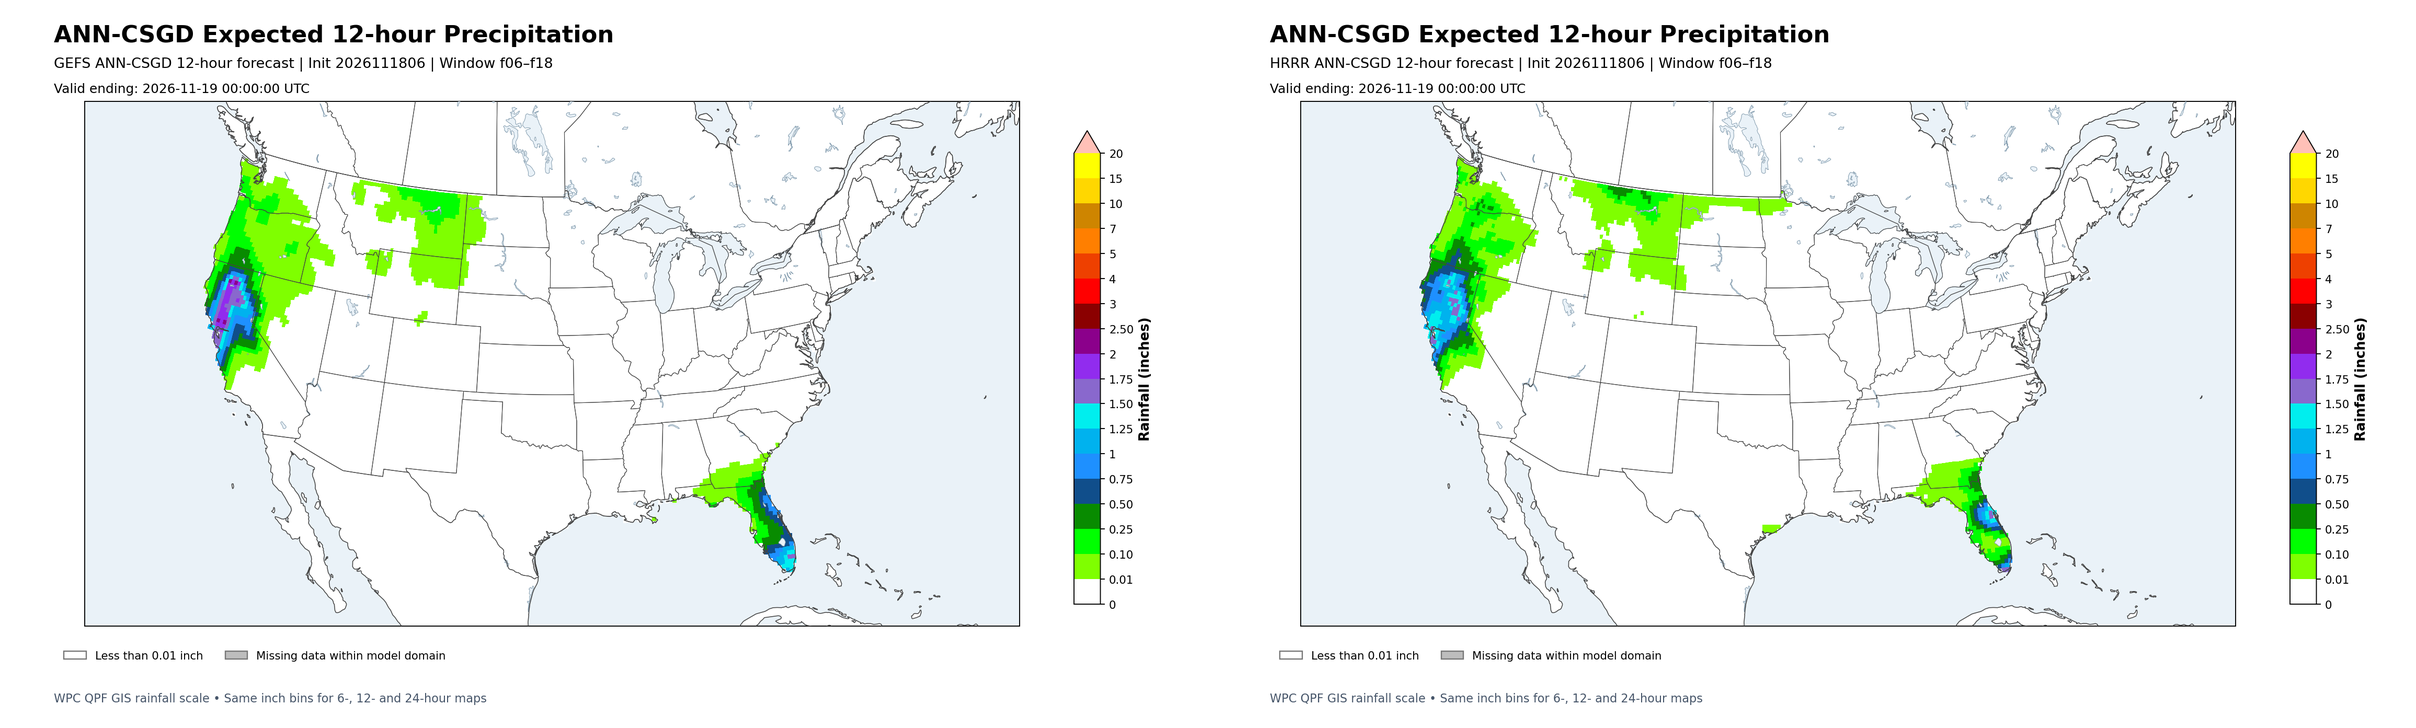 ANN-CSGD Expected 12-hour Precipitation
GEFS ANN-CSGD 12-hour forecast | Init 2026111806 | Window f06–f18
Valid ending: 2026-11-19 00:00:00 UTC
20
15
10
7
5
4
3
2.50
2
1.75
1.50
1.25
1
0.75
0.50
0.25
0.10
0.01
0
Rainfall (inches)
Less than 0.01 inch
Missing data within model domain
WPC QPF GIS rainfall scale • Same inch bins for 6-, 12- and 24-hour maps
ANN-CSGD Expected 12-hour Precipitation
HRRR ANN-CSGD 12-hour forecast | Init 2026111806 | Window f06–f18
Valid ending: 2026-11-19 00:00:00 UTC
20
15
10
7
5
4
3
2.50
2
1.75
1.50
1.25
1
0.75
0.50
0.25
0.10
0.01
0
Rainfall (inches)
Less than 0.01 inch
Missing data within model domain
WPC QPF GIS rainfall scale • Same inch bins for 6-, 12- and 24-hour maps